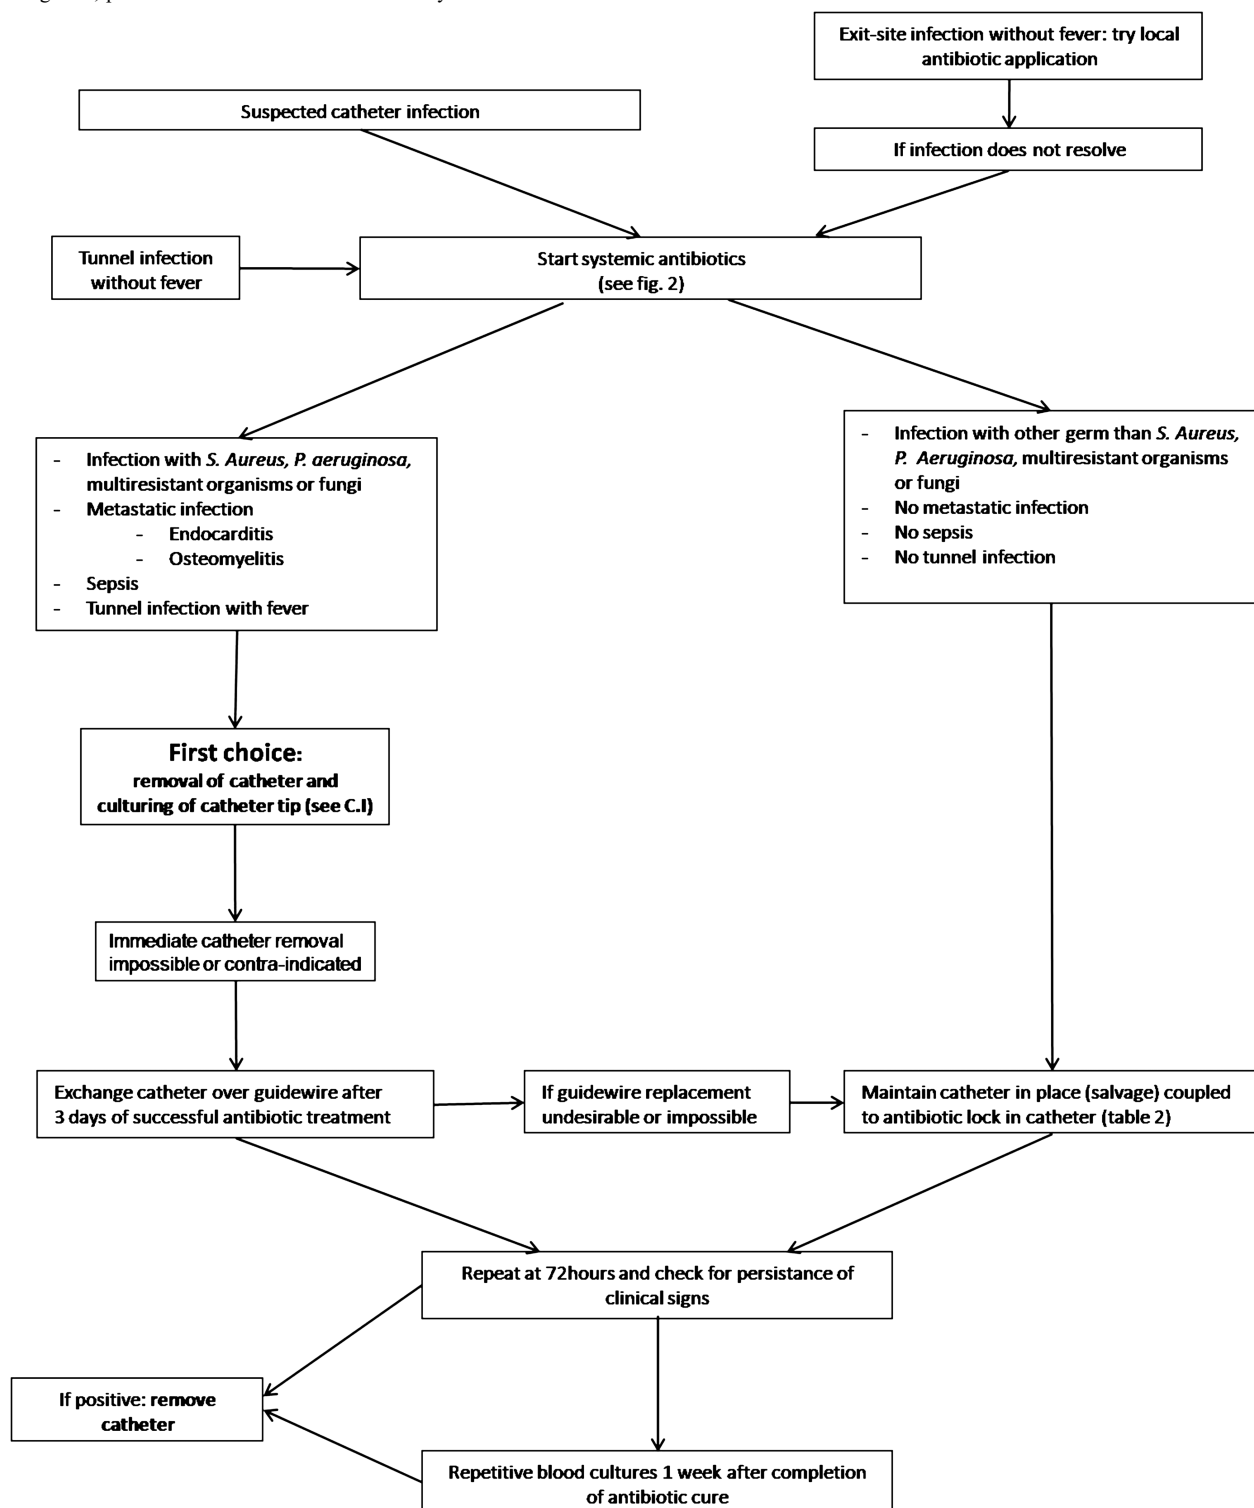 Exit-site infection without fever: try local
antibiotic application
Suspected catheter infection
If infection does not resolve
Tunnel infection
without fever
Start systemic antibiotics
(see fig. 2)
- Infection with S. Aureus, P. aeruginosa,
multiresistant organisms or fungi
- Metastatic infection
- Endocarditis
- Osteomyelitis
- Sepsis
- Tunnel infection with fever
- Infection with other germ than S. Aureus,
P. Aeruginosa, multiresistant organisms
or fungi
- No metastatic infection
- No sepsis
- No tunnel infection
First choice:
removal of catheter and
culturing of catheter tip (see C.I)
Immediate catheter removal
impossible or contra-indicated
Exchange catheter over guidewire after
3 days of successful antibiotic treatment
If guidewire replacement
undesirable or impossible
Maintain catheter in place (salvage) coupled
to antibiotic lock in catheter (table 2)
Repeat at 72hours and check for persistance of
clinical signs
If positive: remove
catheter
Repetitive blood cultures 1 week after completion
of antibiotic cure